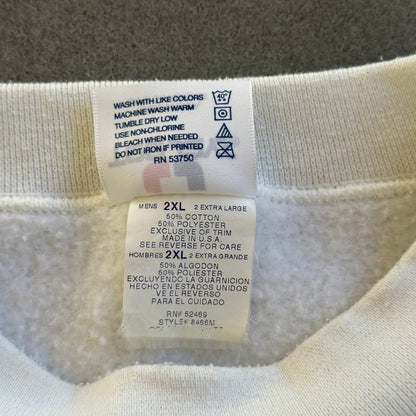 WASH WITH LIKE COLORS
MACHINE WASH WARM
TUMBLE DRY LOW
USE NON-CHLORINE
BLEACH WHEN NEEDED
DO NOT IRON IF PRINTED
RN 53750
40°
MENS 2XL 2 EXTRA LARGE
50% COTTON
50% POLYESTER
EXCLUSIVE OF TRIM
MADE IN U.S.A.
SEE REVERSE FOR CARE
HOMBRES 2XL 2 EXTRA GRANDE
50% ALGODON
50% POLIESTER
EXCLUYENDO LA GUARNICION
HECHO EN ESTADOS UNIDOS
VE EL REVERSO
PARA EL CUIDADO
RN# 52469
STYLE# 8465M